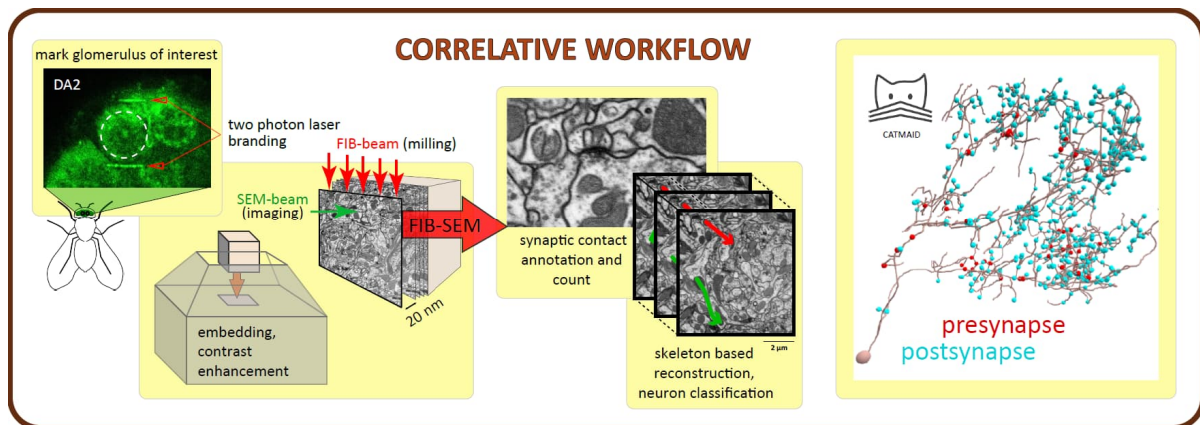 CORRELATIVE WORKFLOW
mark glomerulus of interest
DA2
two photon laser
branding
FIB-beam (milling)
SEM-beam
(imaging)
FIB-SEM
20 nm
embedding,
contrast
enhancement
synaptic contact
annotation and
count
2 µm
skeleton based
reconstruction,
neuron classification
CATMAID
presynapse
postsynapse